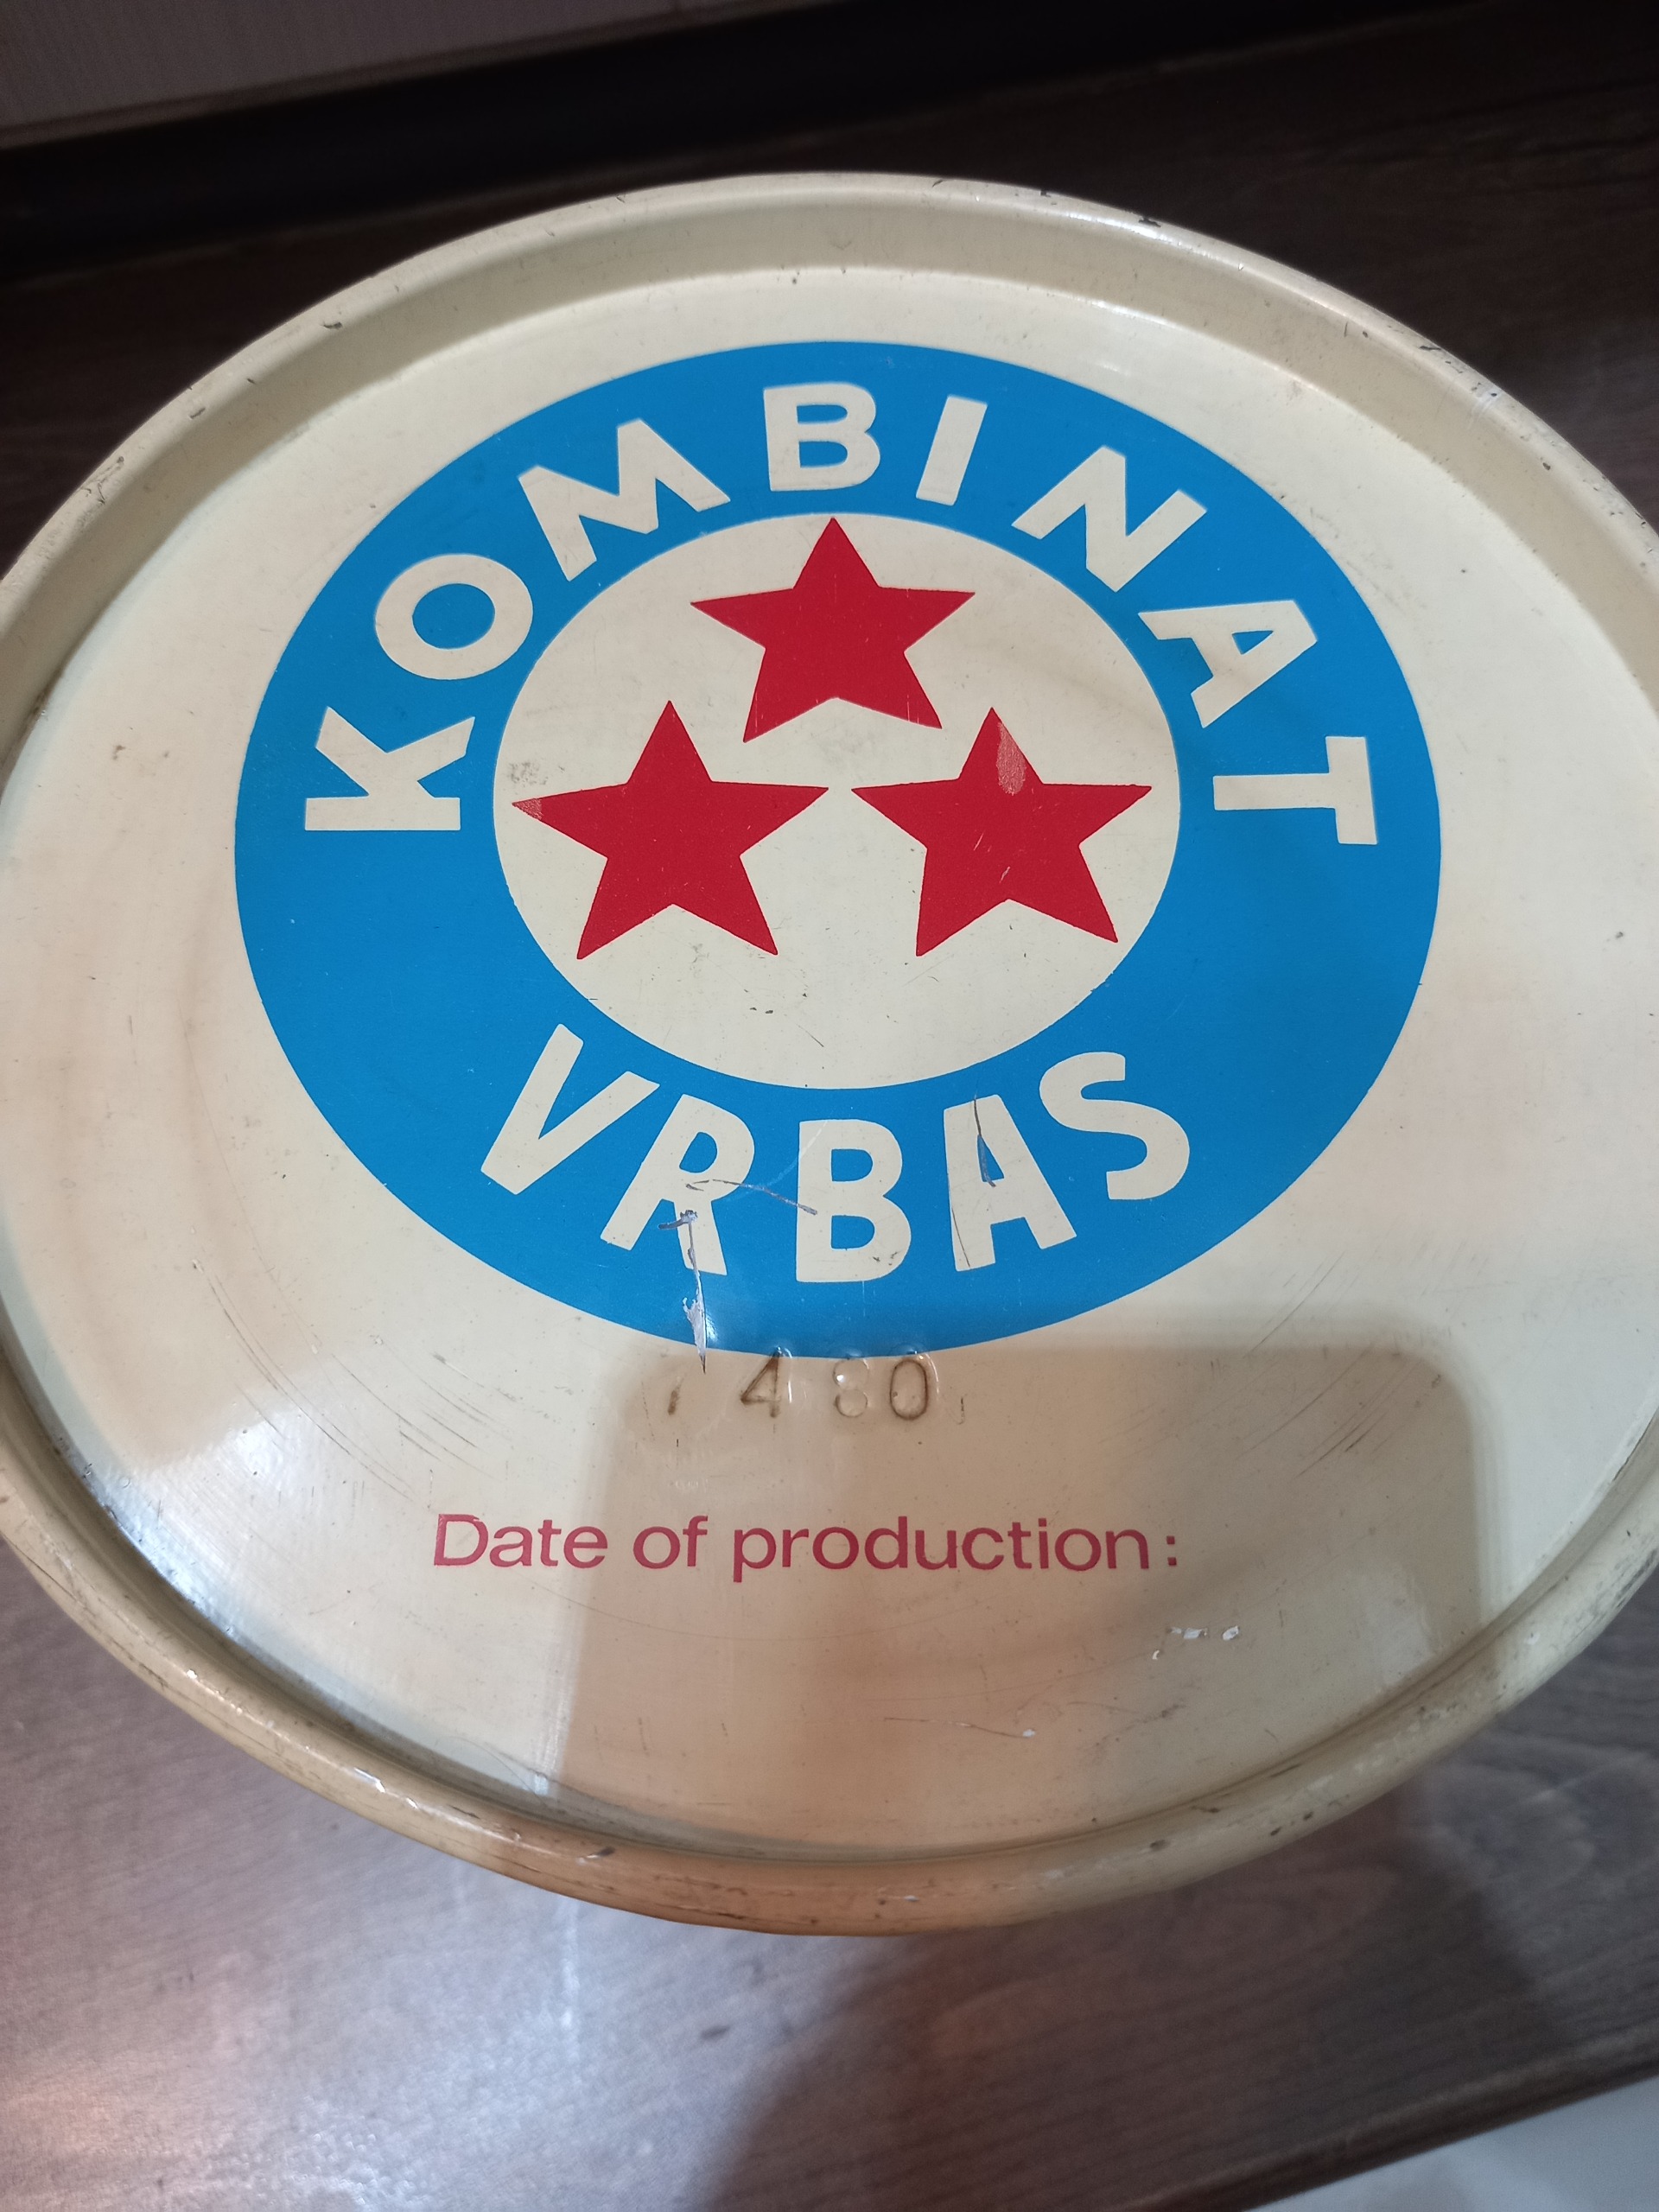 KOMBINAT
VRBAS
480
Date of production: